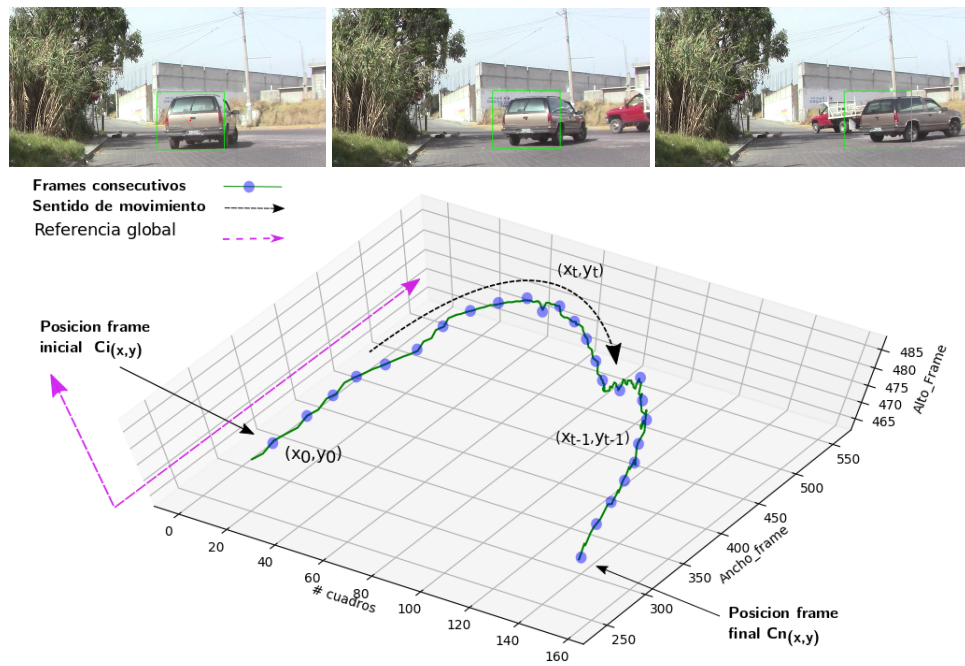 Frames consecutivos
Sentido de movimiento
Referencia global
(xt,yt)
Posicion frame
inicial Ci(x,y)
(x0,y0)
(xt-1,yt-1)
485
480
475
470
465
Alto_Frame
550
500
450
400
350
300
250
Ancho_frame
0
20
40
60
80
100
120
140
160
# cuadros
Posicion frame
final Cn(x,y)